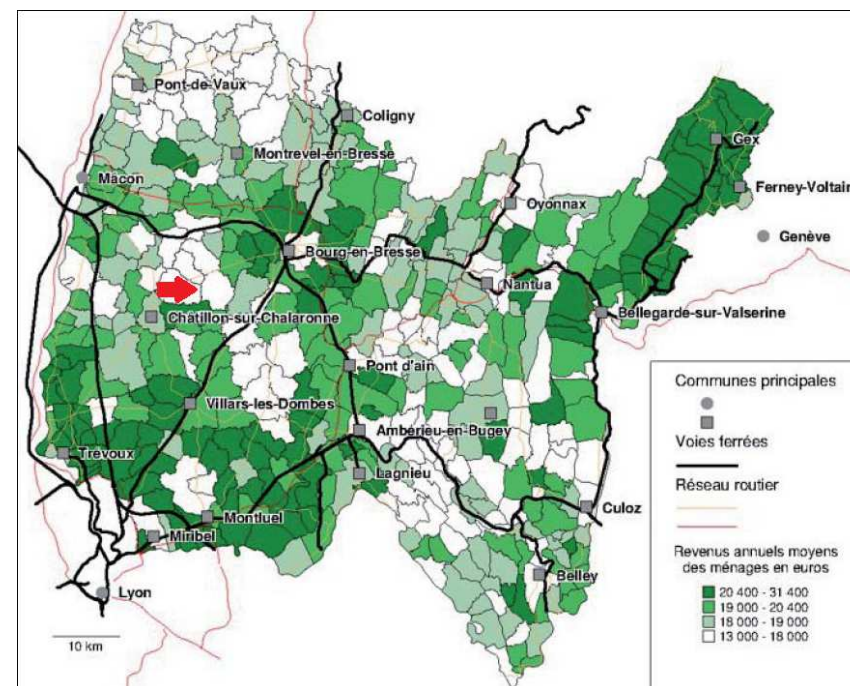 Pont-de-Vaux
Coligny
Montrevel-en-Bresse
Gex
Macon
Ferney-Voltair
Oyonnax
Genève
Bourg-en-Bresse
Nantua
Châtillon-sur-Chalaronne
Bellegarde-sur-Valserine
Pont d'ain
Villars-les-Dombes
Ambérieu-en-Bugey
Trevoux
Lagnieu
Culoz
Montluel
Miribel
Belley
Lyon
10 km
Communes principales
Voies ferrées
Réseau routier
Revenus annuels moyens
des ménages en euros
20 400 - 31 400
19 000 - 20 400
18 000 - 19 000
13 000 - 18 000